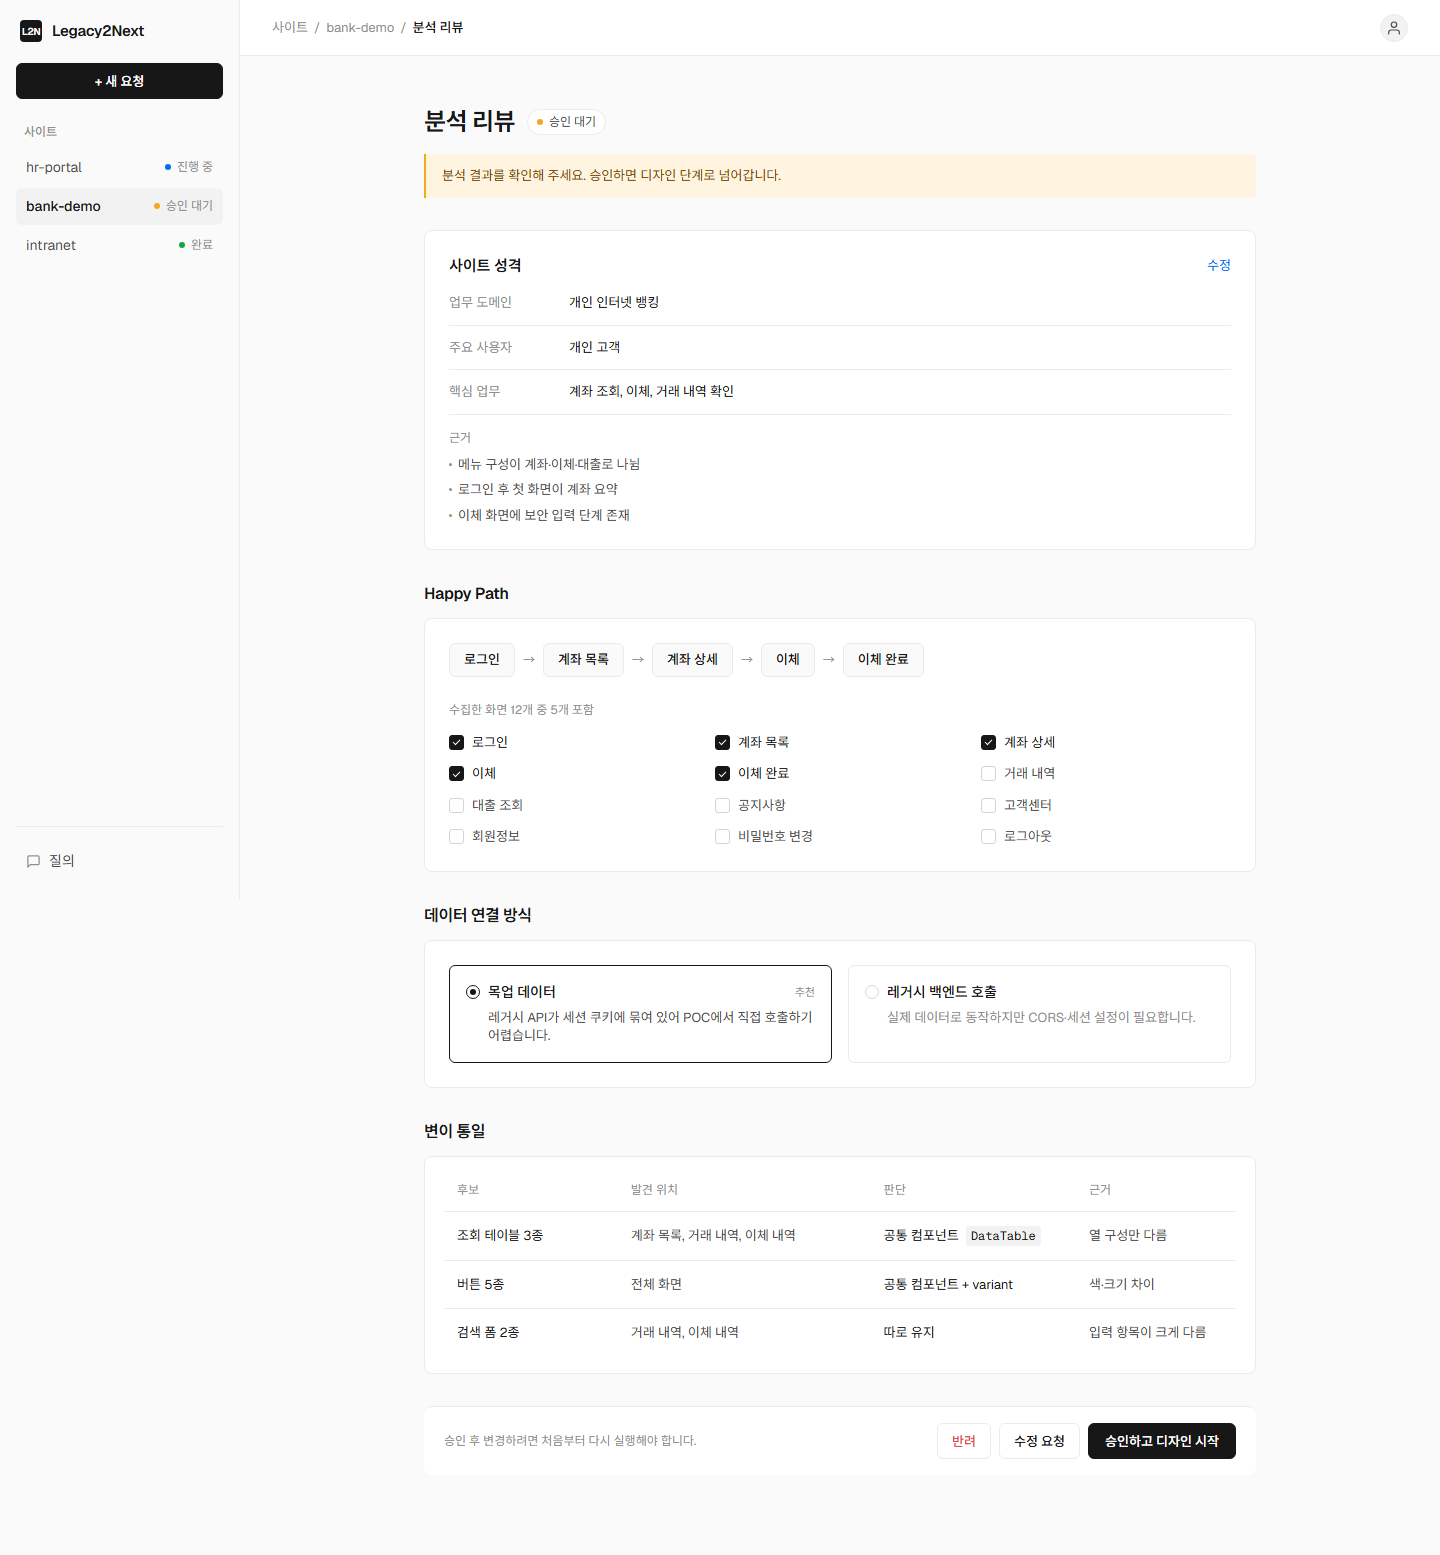 L2N Legacy2Next
+ 새 요청
사이트
hr-portal 진행 중
bank-demo 승인 대기
intranet 완료
질의
사이트 / bank-demo / 분석 리뷰
분석 리뷰 승인 대기
분석 결과를 확인해 주세요. 승인하면 디자인 단계로 넘어갑니다.
사이트 성격 수정
업무 도메인 개인 인터넷 뱅킹
주요 사용자 개인 고객
핵심 업무 계좌 조회, 이체, 거래 내역 확인
근거
• 메뉴 구성이 계좌·이체·대출로 나뉨
• 로그인 후 첫 화면이 계좌 요약
• 이체 화면에 보안 입력 단계 존재
Happy Path
로그인 → 계좌 목록 → 계좌 상세 → 이체 → 이체 완료
수집한 화면 12개 중 5개 포함
로그인 계좌 목록 계좌 상세
이체 이체 완료 거래 내역
대출 조회 공지사항 고객센터
회원정보 비밀번호 변경 로그아웃
데이터 연결 방식
목업 데이터 추천
레거시 API가 세션 쿠키에 묶여 있어 POC에서 직접 호출하기
어렵습니다.
레거시 백엔드 호출
실제 데이터로 동작하지만 CORS·세션 설정이 필요합니다.
변이 통일
후보 발견 위치 판단 근거
조회 테이블 3종 계좌 목록, 거래 내역, 이체 내역 공통 컴포넌트 DataTable 열 구성만 다름
버튼 5종 전체 화면 공통 컴포넌트 + variant 색·크기 차이
검색 폼 2종 거래 내역, 이체 내역 따로 유지 입력 항목이 크게 다름
승인 후 변경하려면 처음부터 다시 실행해야 합니다. 반려 수정 요청 승인하고 디자인 시작